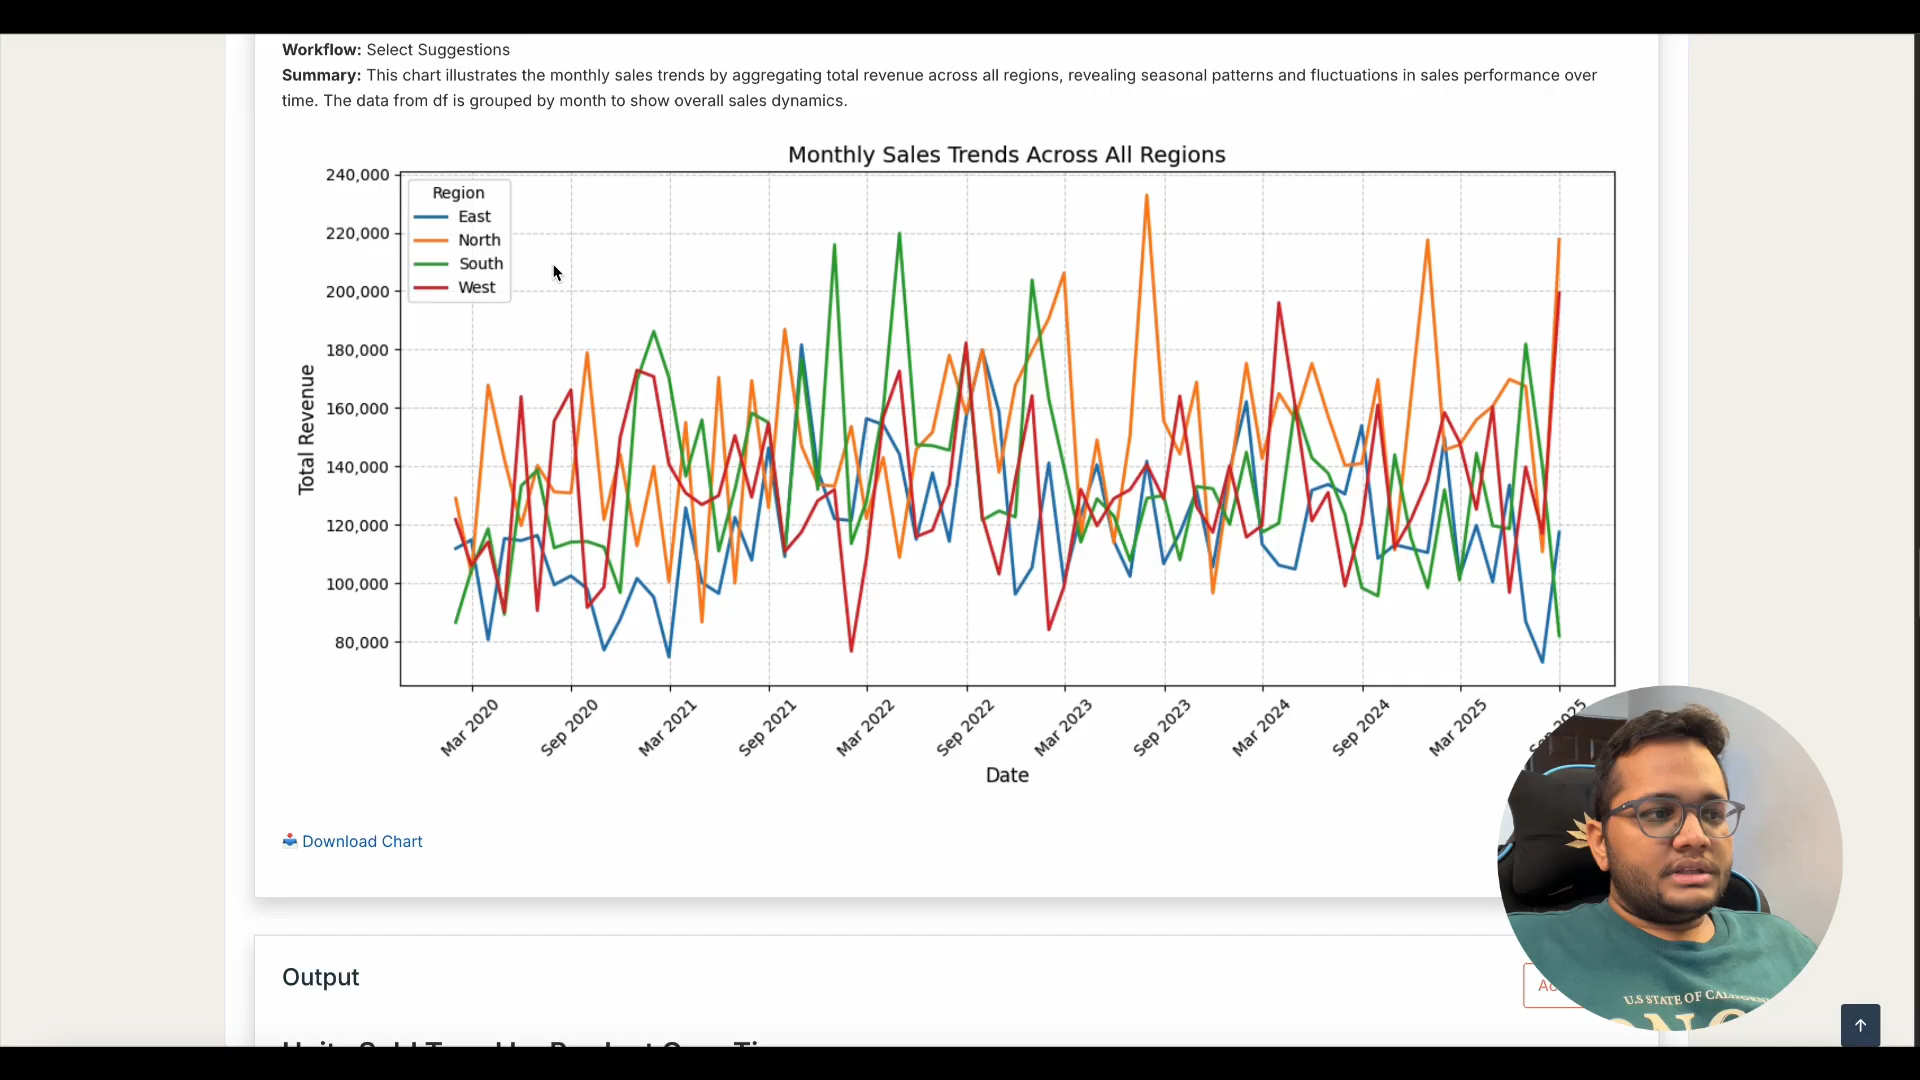 Workflow: Select Suggestions
Summary: This chart illustrates the monthly sales trends by aggregating total revenue across all regions, revealing seasonal patterns and fluctuations in sales performance over
time. The data from df is grouped by month to show overall sales dynamics.
Monthly Sales Trends Across All Regions
240,000
220,000
200,000
180,000
160,000
140,000
120,000
100,000
80,000
Total Revenue
Region
East
North
South
West
Mar 2020
Sep 2020
Mar 2021
Sep 2021
Mar 2022
Sep 2022
Mar 2023
Sep 2023
Mar 2024
Sep 2024
Mar 2025
Sep 2025
Date
Download Chart
Output
U.S STATE OF